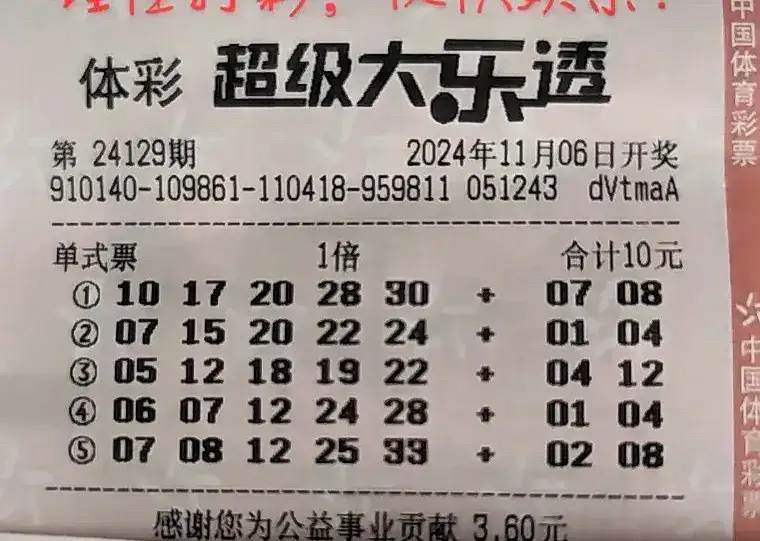 体彩 超级大乐透
第 24129期 2024年11月06日开奖
910140-109861-110418-959811 051243 dVtmaA
单式票 1倍 合计10元
① 10 17 20 28 30 + 07 08
② 07 15 20 22 24 + 01 04
③ 05 12 18 19 22 + 04 12
④ 06 07 12 24 28 + 01 04
⑤ 07 08 12 25 33 + 02 08
感谢您为公益事业贡献 3.60元
中国体育彩票
中国体育彩票